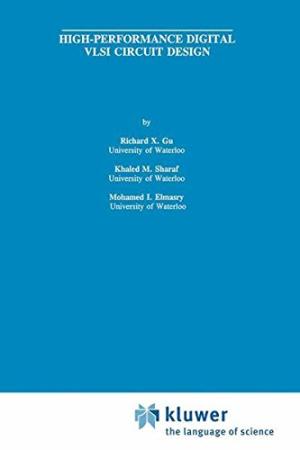 HIGH-PERFORMANCE DIGITAL
VLSI CIRCUIT DESIGN
by
Richard X. Gu
University of Waterloo
Khaled M. Sharaf
University of Waterloo
Mohamed I. Elmasry
University of Waterloo
kluwer
the language of science